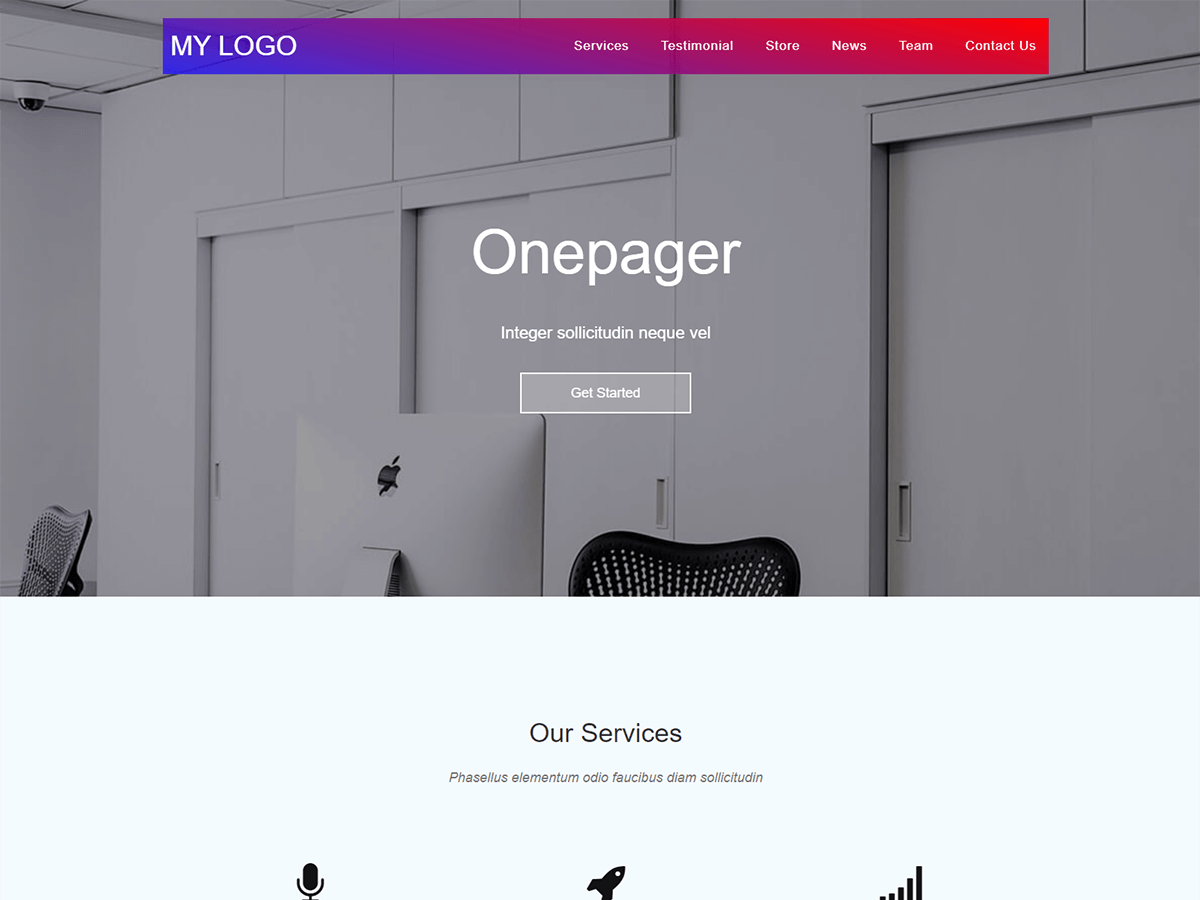 MY LOGO
Services Testimonial Store News Team Contact Us
Onepager
Integer sollicitudin neque vel
Get Started
Our Services
Phasellus elementum odio faucibus diam sollicitudin